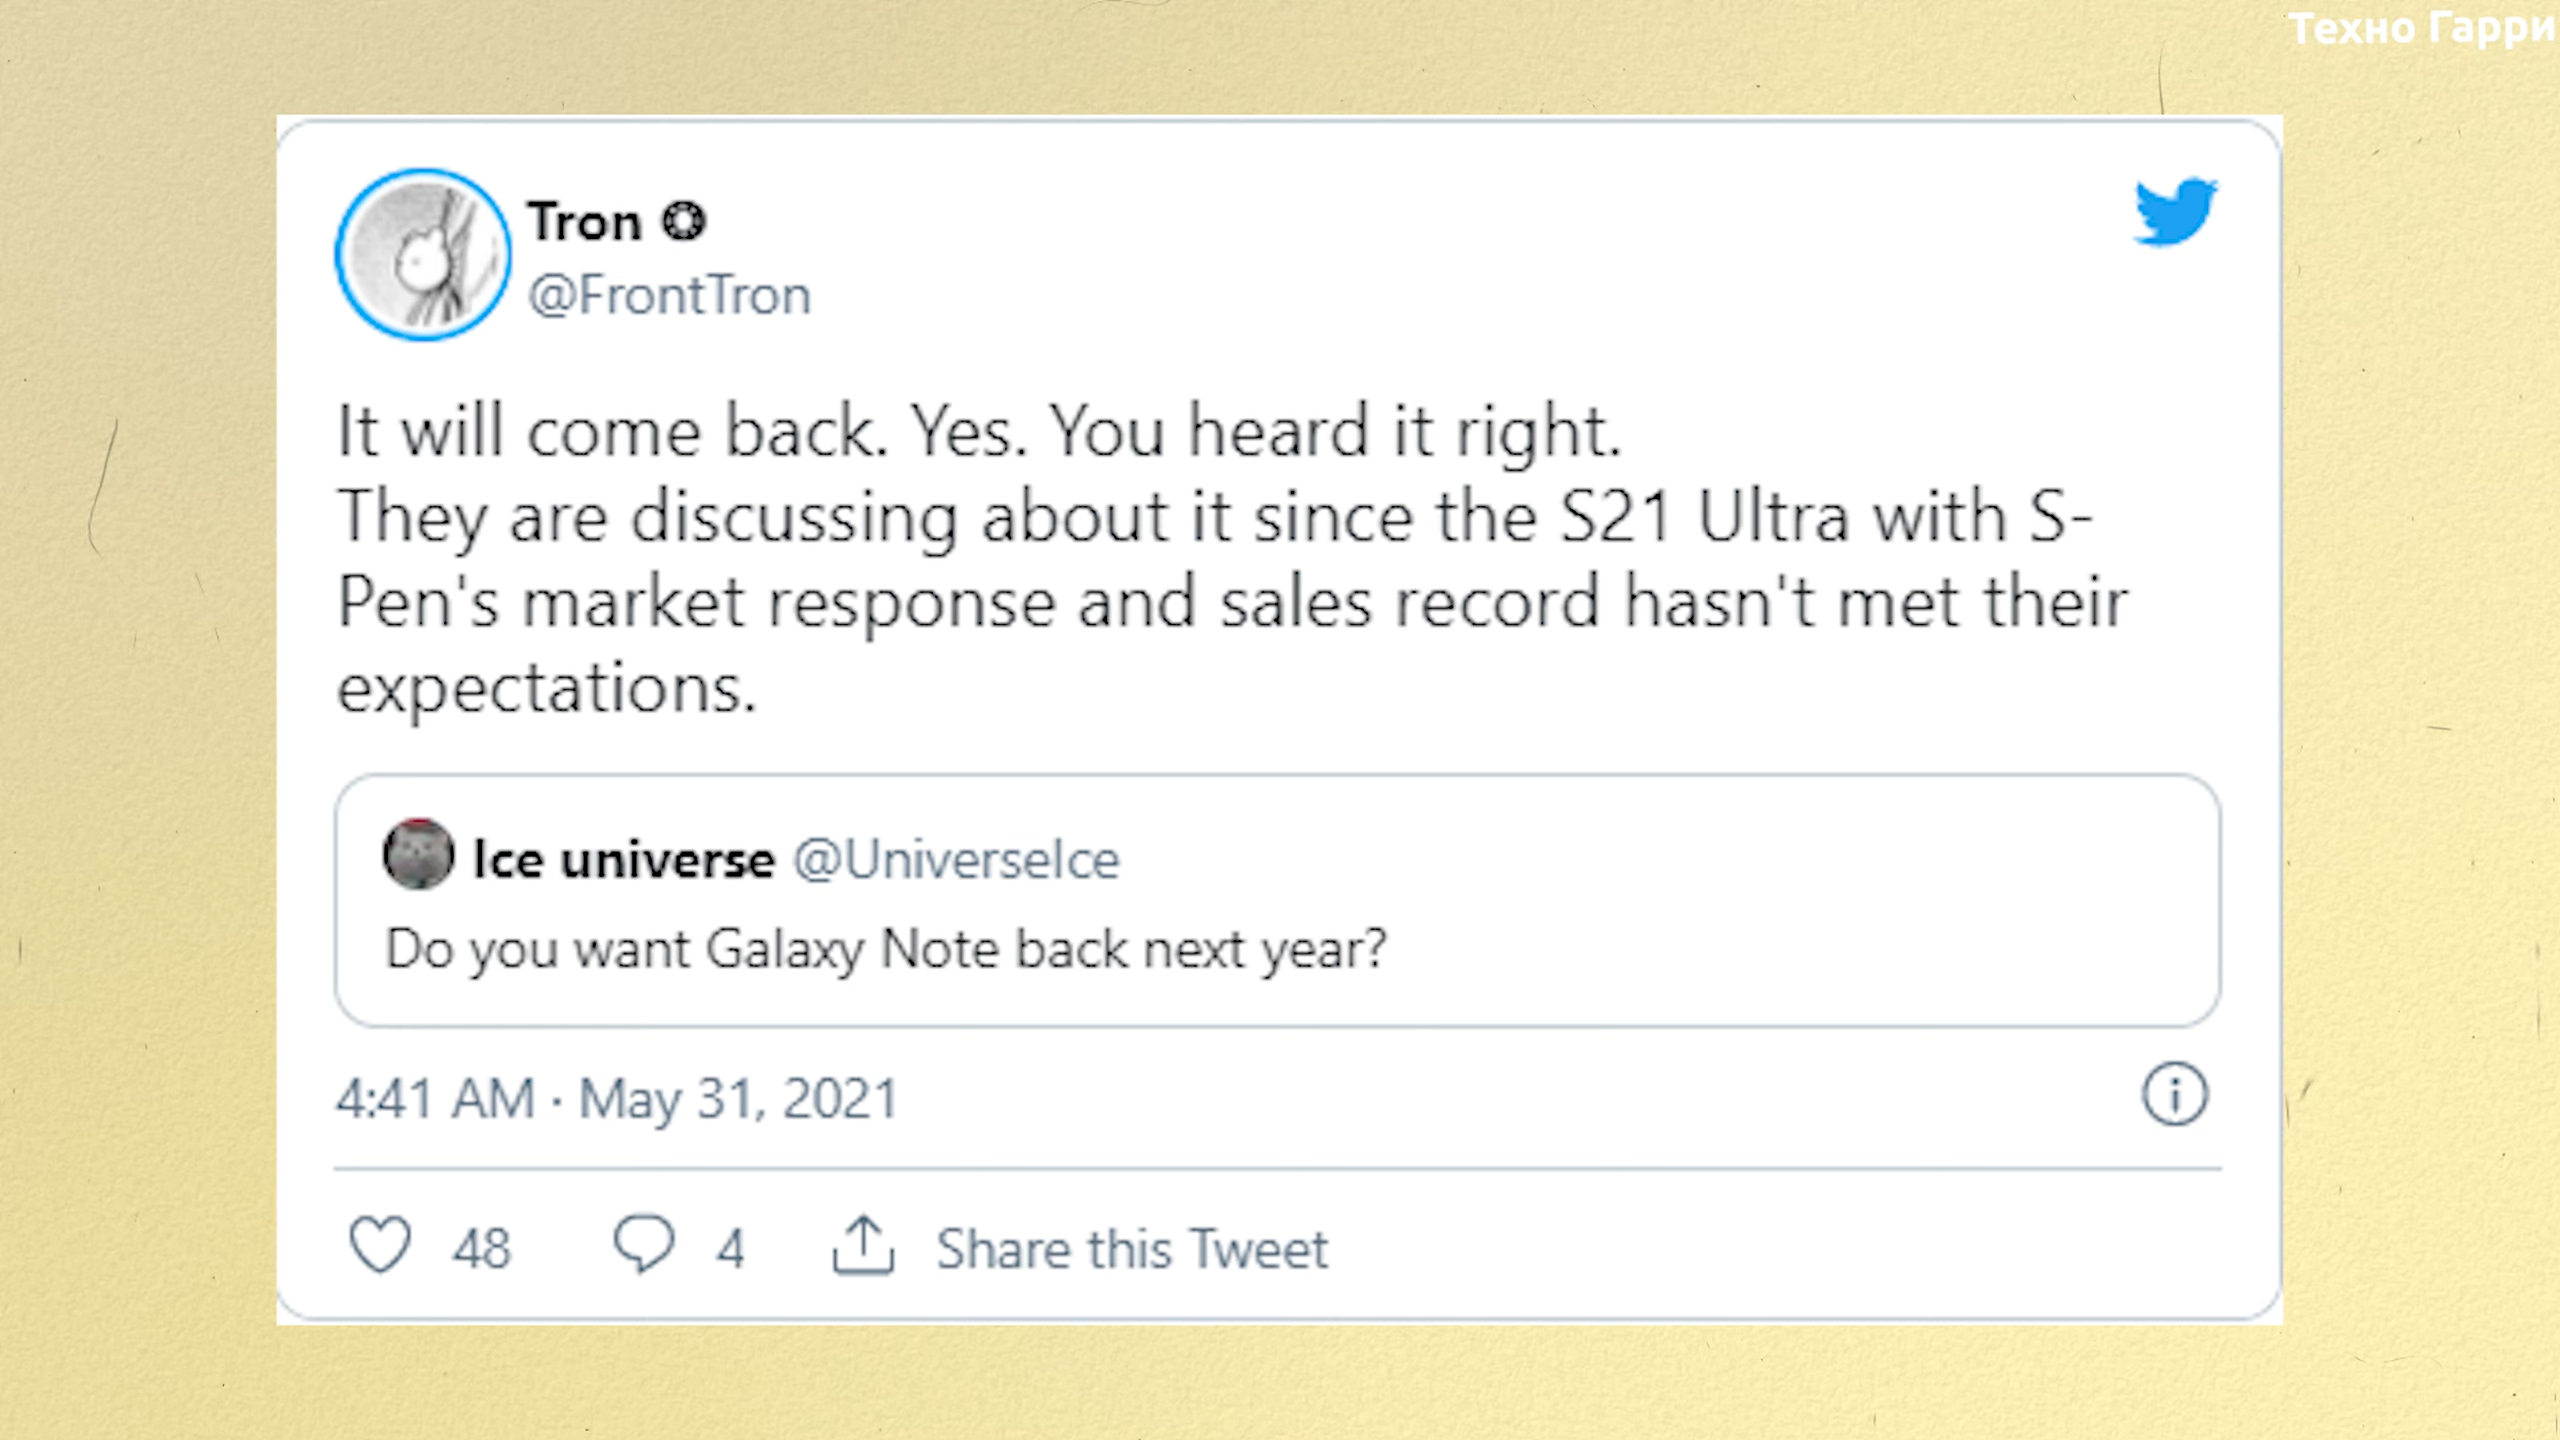 Техно Гарри
Tron
@FrontTron
It will come back. Yes. You heard it right.
They are discussing about it since the S21 Ultra with S-
Pen's market response and sales record hasn't met their
expectations.
Ice universe @UniverseIce
Do you want Galaxy Note back next year?
4:41 AM · May 31, 2021
48 4 Share this Tweet